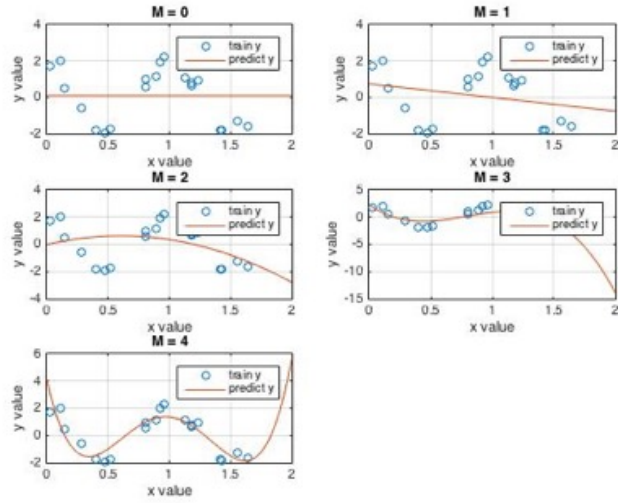 M = 0
4
2
0
-2
y value
0
0.5
1
1.5
2
x value
train y
predict y
M = 1
4
2
0
-2
y value
0
0.5
1
1.5
2
x value
train y
predict y
M = 2
4
2
0
-2
-4
y value
0
0.5
1
1.5
2
x value
train y
predict y
M = 3
5
0
-5
-10
-15
y value
0
0.5
1
1.5
2
x value
train y
predict y
M = 4
6
4
2
0
-2
y value
0
0.5
1
1.5
2
x value
train y
predict y